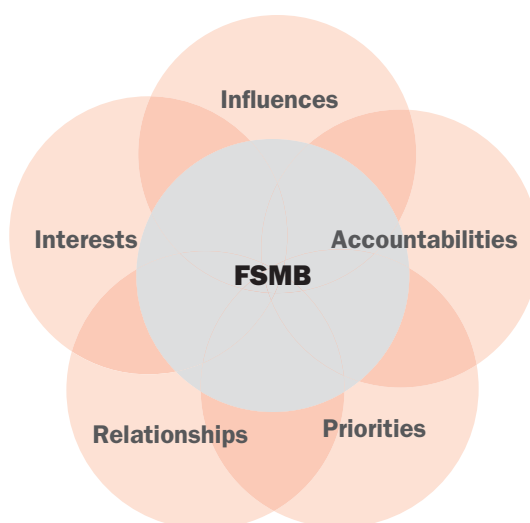 Influences
Interests
Accountabilities
FSMB
Relationships
Priorities